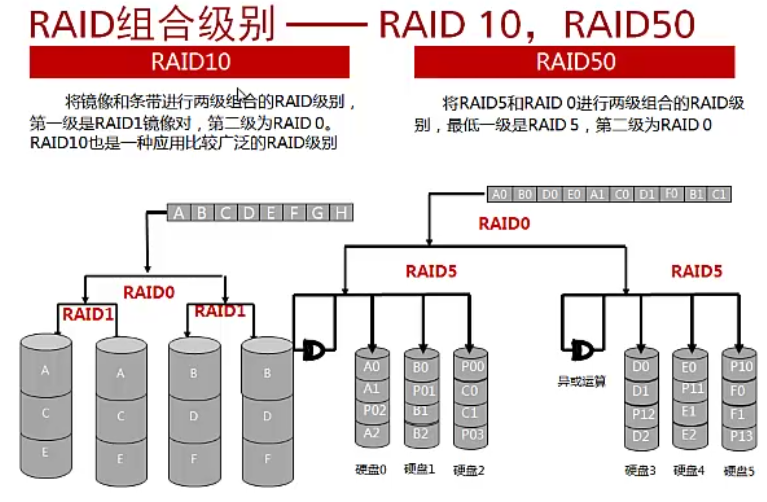 RAID组合级别 —— RAID 10，RAID50
RAID10
将镜像和条带进行两级组合的RAID级别，
第一级是RAID1镜像对，第二级为RAID 0。
RAID10也是一种应用比较广泛的RAID级别
RAID50
将RAID5和RAID 0进行两级组合的RAID级
别，最低一级是RAID 5，第二级为RAID 0
A B C D E F G H
RAID0
RAID1
RAID1
A A B B
C C D D
E E F F
A0 B0 D0 E0 A1 C0 D1 F0 B1 C1
RAID0
RAID5
RAID5
A0 B0 P00
A1 P01 C0
P02 B1 C1
A2 B2 P03
硬盘0 硬盘1 硬盘2
异或运算
D0 E0 P10
D1 P11 F0
P12 E1 F1
D2 E2 P13
硬盘3 硬盘4 硬盘5